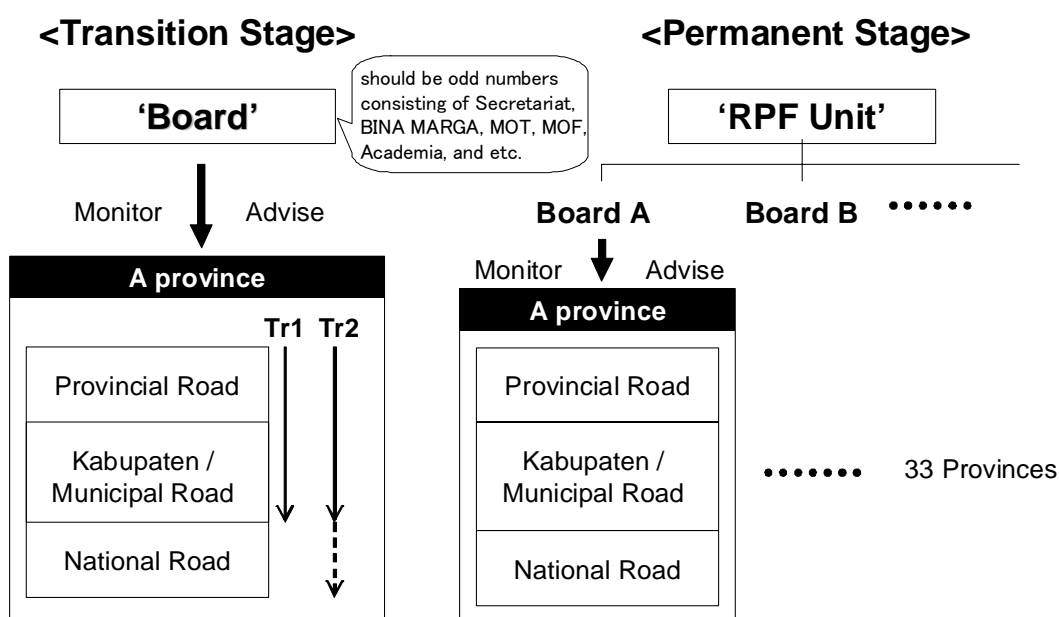 <Transition Stage>
<Permanent Stage>
‘Board’
should be odd numbers
consisting of Secretariat,
BINA MARGA, MOT, MOF,
Academia, and etc.
‘RPF Unit’
Monitor
Advise
Board A
Board B
••••••
A province
Monitor
Advise
A province
Tr1
Tr2
Provincial Road
Kabupaten /
Municipal Road
National Road
Provincial Road
Kabupaten /
Municipal Road
National Road
•••••••
33 Provinces